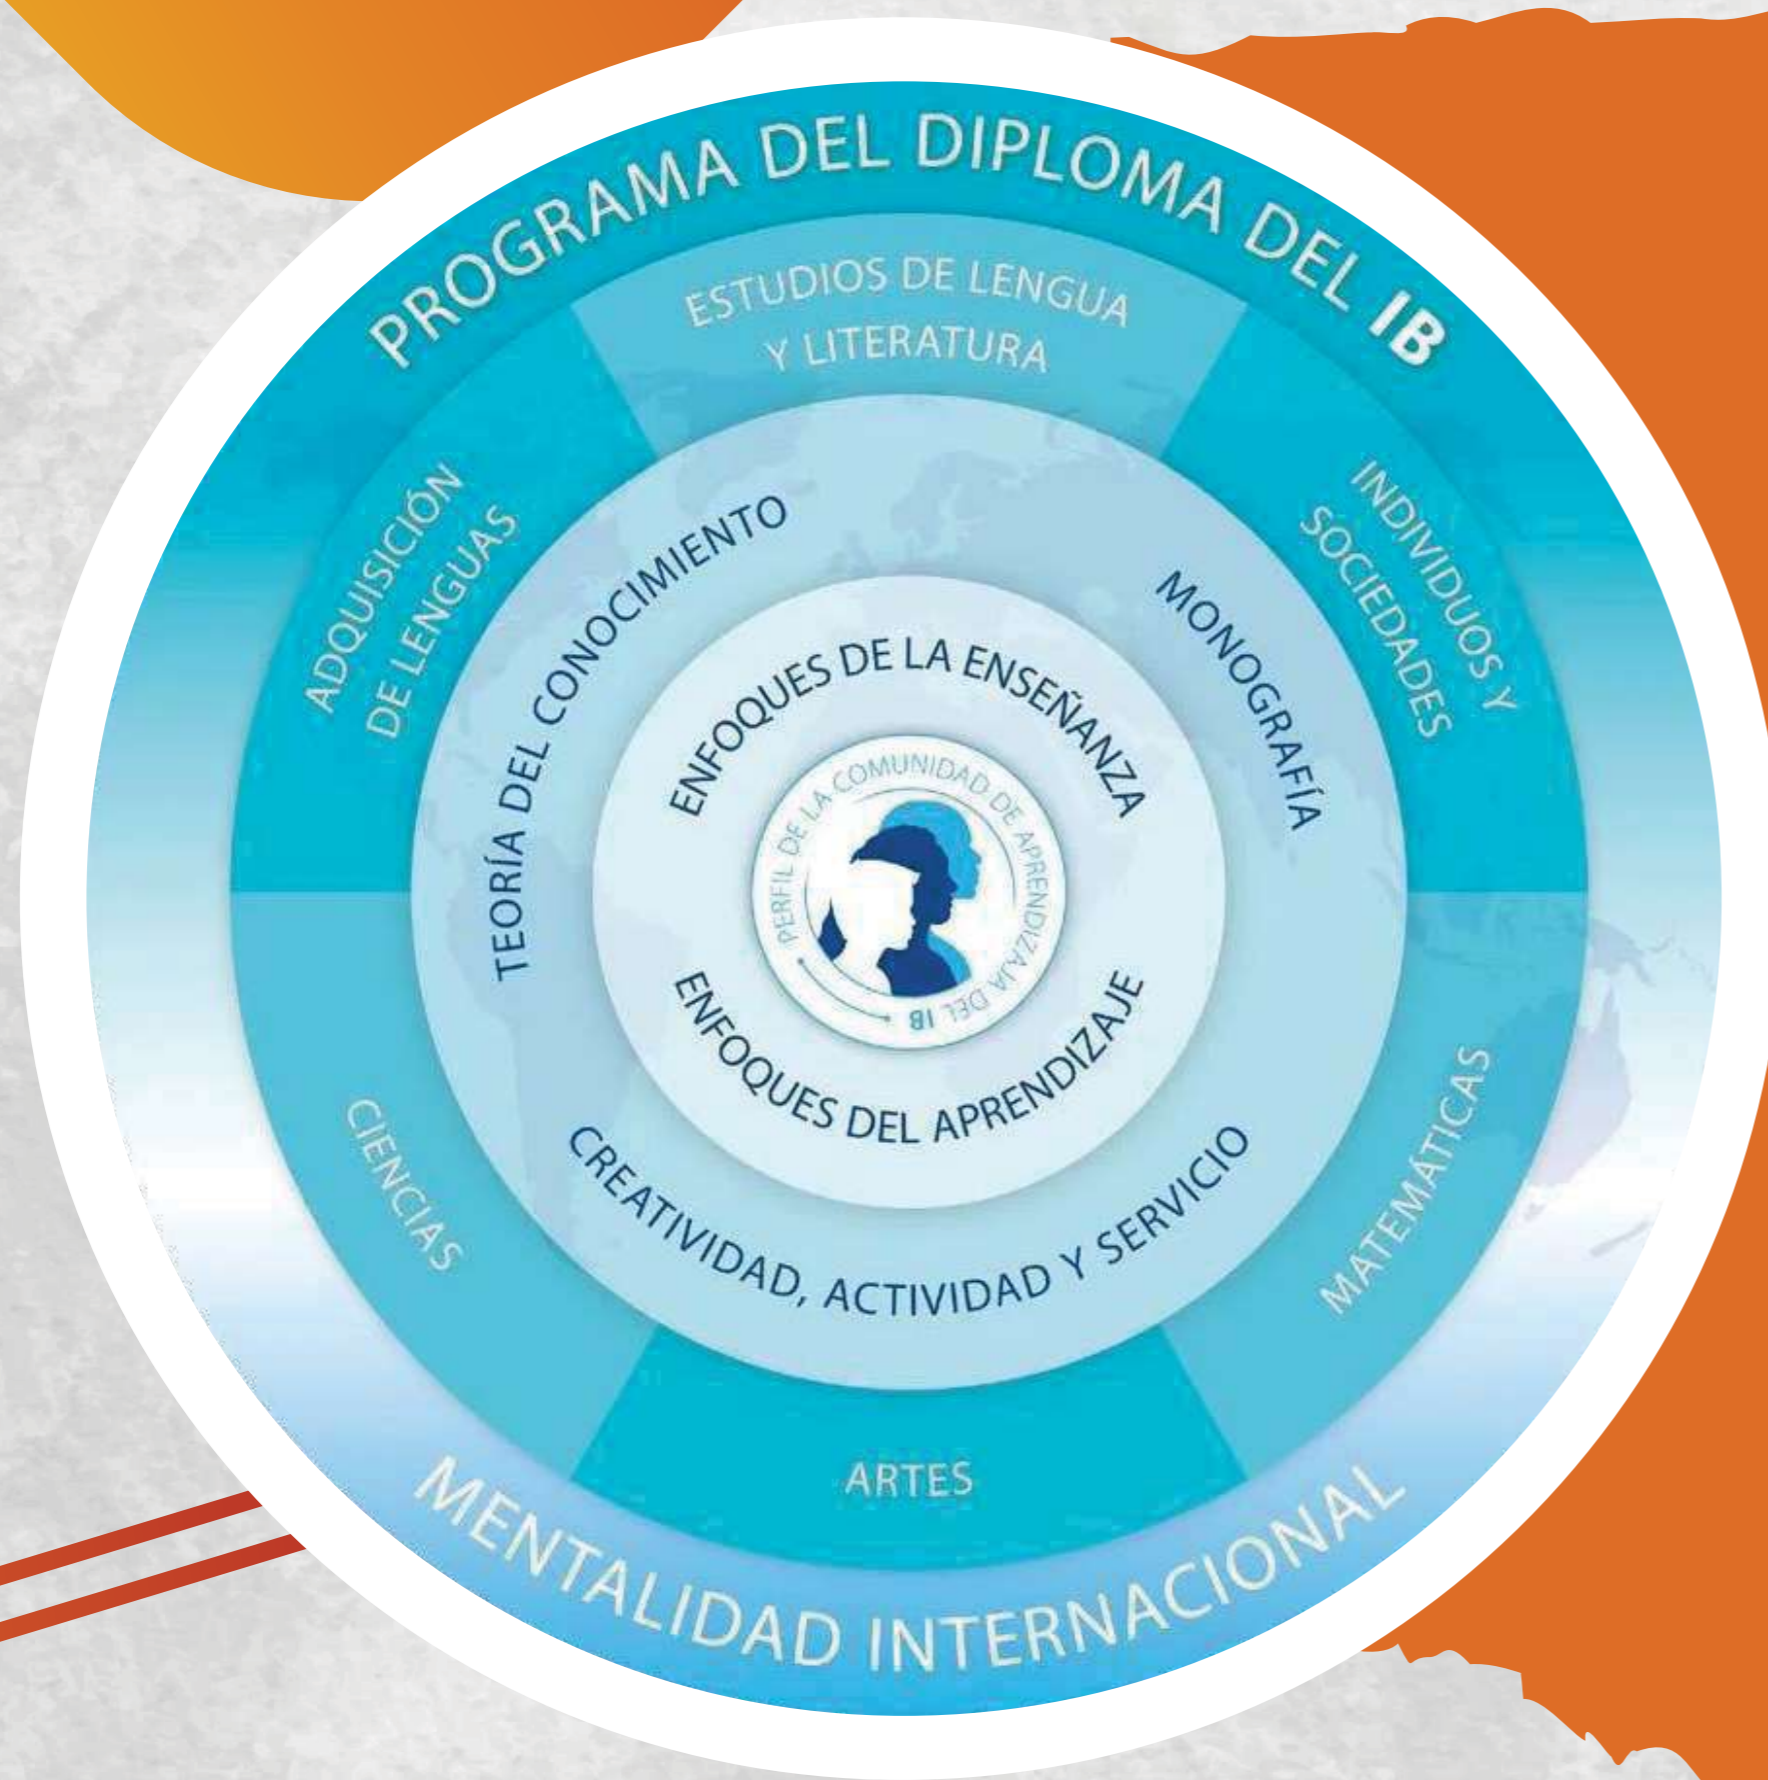 PROGRAMA DEL DIPLOMA DEL IB
ESTUDIOS DE LENGUA
Y LITERATURA
ADQUISICIÓN
DE LENGUAS
INDIVIDUOS Y
SOCIEDADES
TEORÍA DEL CONOCIMIENTO
MONOGRAFÍA
ENFOQUES DE LA ENSEÑANZA
PERFIL DE LA COMUNIDAD DE APRENDIZAJA DEL IB
ENFOQUES DEL APRENDIZAJE
CREATIVIDAD, ACTIVIDAD Y SERVICIO
CIENCIAS
MATEMÁTICAS
ARTES
MENTALIDAD INTERNACIONAL